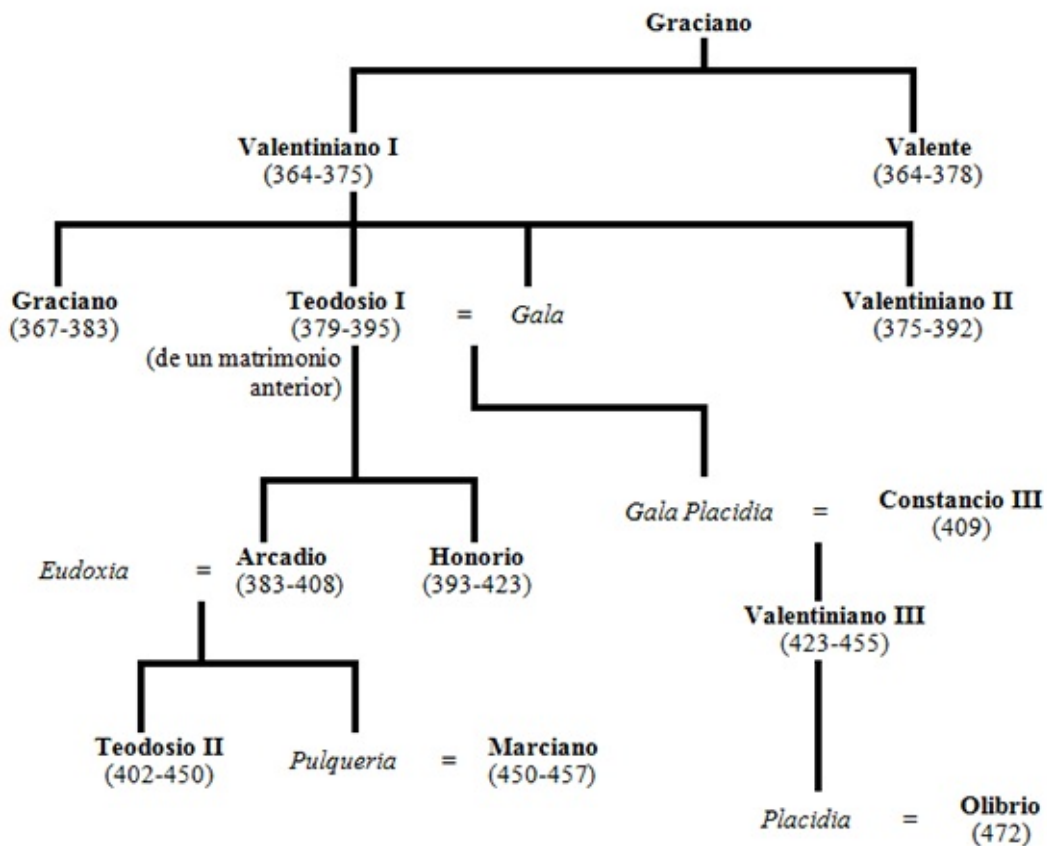 Graciano
Valentiniano I
(364-375)
Valente
(364-378)
Graciano
(367-383)
Teodosio I
(379-395)
(de un matrimonio
anterior)
=
Gala
Valentiniano II
(375-392)
Gala Placidia
=
Constancio III
(409)
Eudoxia
=
Arcadio
(383-408)
Honorio
(393-423)
Valentiniano III
(423-455)
Teodosio II
(402-450)
Pulqueria
=
Marciano
(450-457)
Placidia
=
Olibrio
(472)